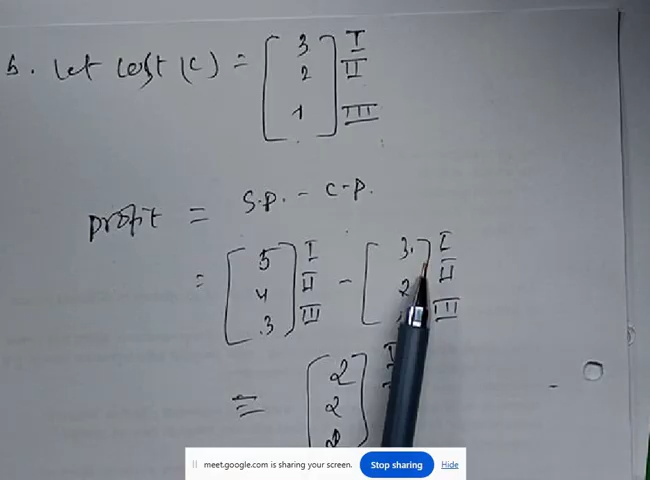 b. Let Cost (C) = [3 2 1] I II III
Profit = S.P. - C.P.
= [5 4 3] I II III - [3 2 1] I II III
= [2 2 2] I
meet.google.com is sharing your screen. Stop sharing Hide